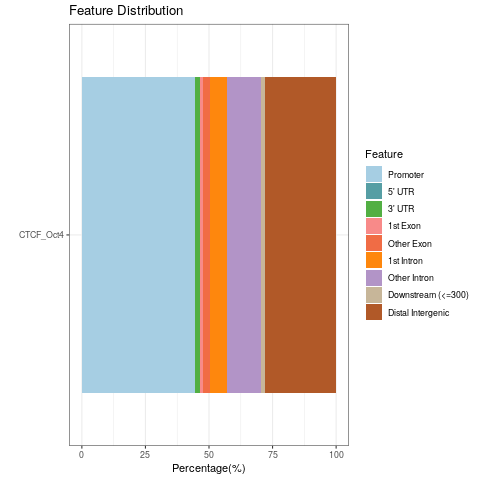 Feature Distribution
CTCF_Oct4
0 25 50 75 100
Percentage(%)
Feature
Promoter
5' UTR
3' UTR
1st Exon
Other Exon
1st Intron
Other Intron
Downstream (<=300)
Distal Intergenic